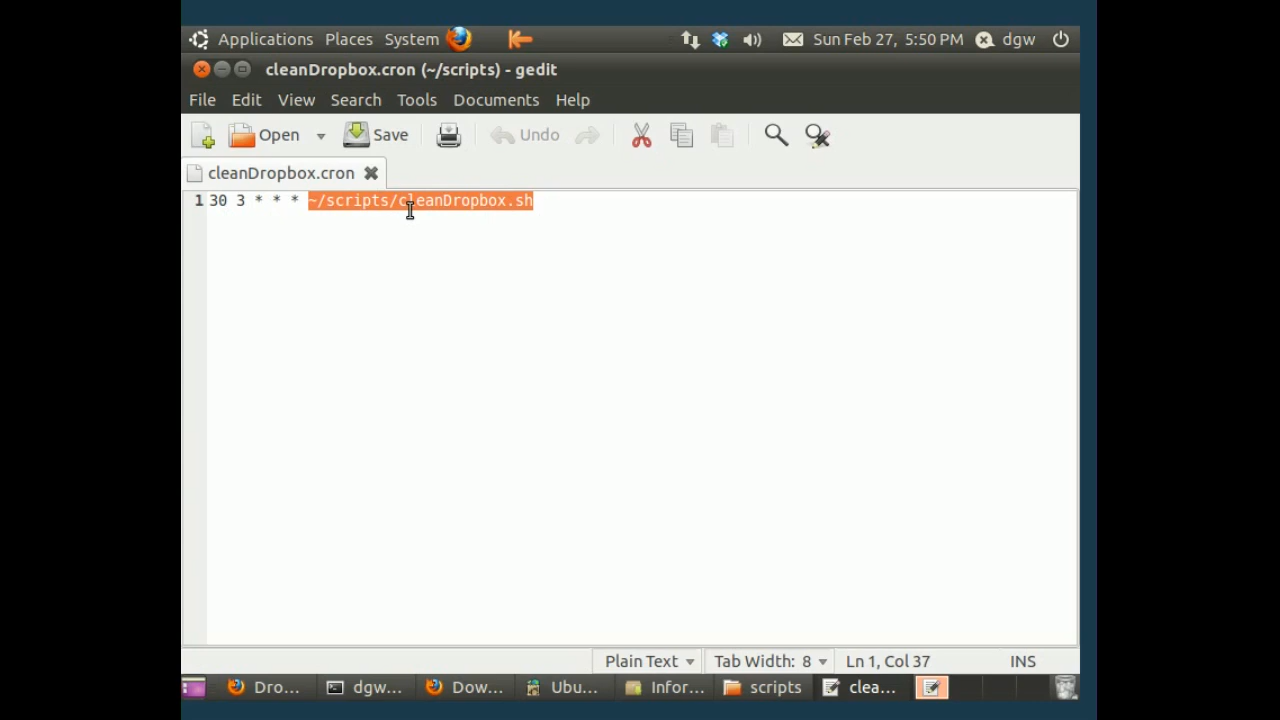 Applications Places System Sun Feb 27, 5:50 PM dgw
cleanDropbox.cron (~/scripts) - gedit
File Edit View Search Tools Documents Help
Open Save Undo
cleanDropbox.cron
1 30 3 * * * ~/scripts/cleanDropbox.sh
Plain Text Tab Width: 8 Ln 1, Col 37 INS
Dro... dgw... Dow... Ubu... Infor... scripts clea...